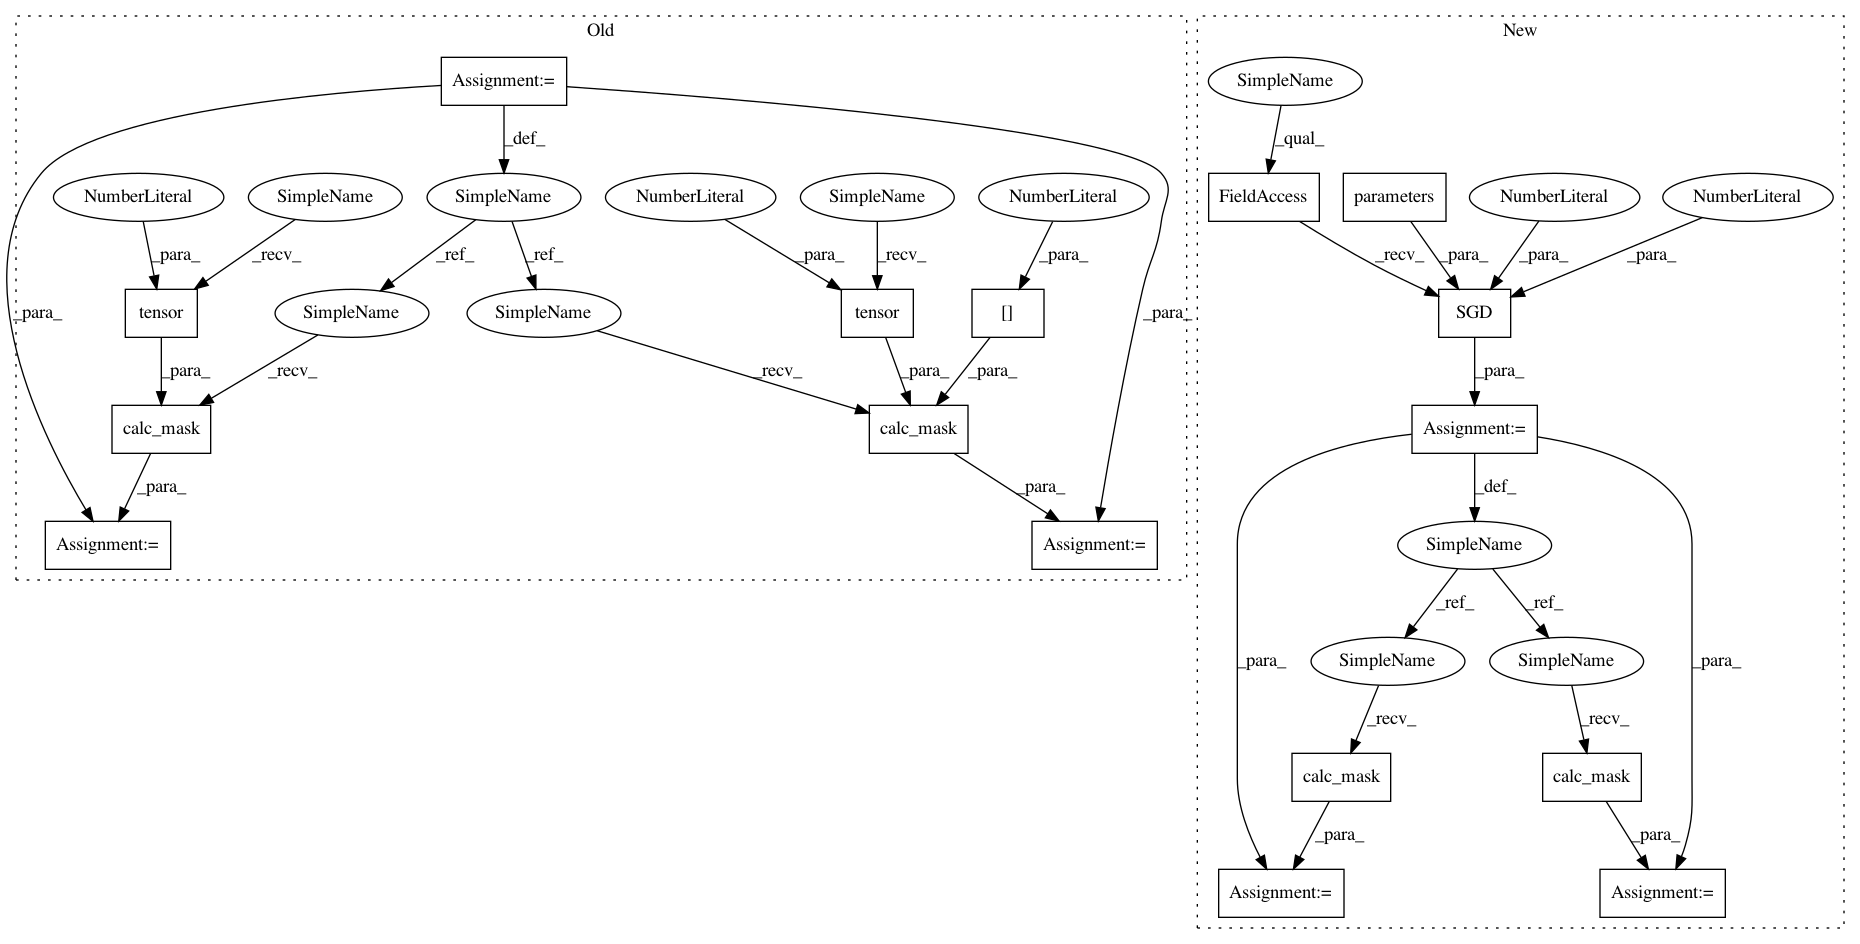 Old
New
Assignment:=
SimpleName
_def_
_qual_
NumberLiteral
SimpleName
SimpleName
NumberLiteral
SimpleName
NumberLiteral
FieldAccess
parameters
NumberLiteral
NumberLiteral
_para_
_recv_
_ref_
_ref_
_para_
_recv_
_para_
_recv_
_para_
_para_
_para_
_para_
tensor
SimpleName
SimpleName
tensor
[]
_para_
SGD
_para_
_recv_
_recv_
_para_
_para_
_para_
calc_mask
calc_mask
Assignment:=
_para_
_para_
_def_
Assignment:=
Assignment:=
SimpleName
_ref_
_ref_
_para_
SimpleName
SimpleName
_para_
_recv_
_recv_
calc_mask
calc_mask
_para_
_para_
Assignment:=
Assignment:=